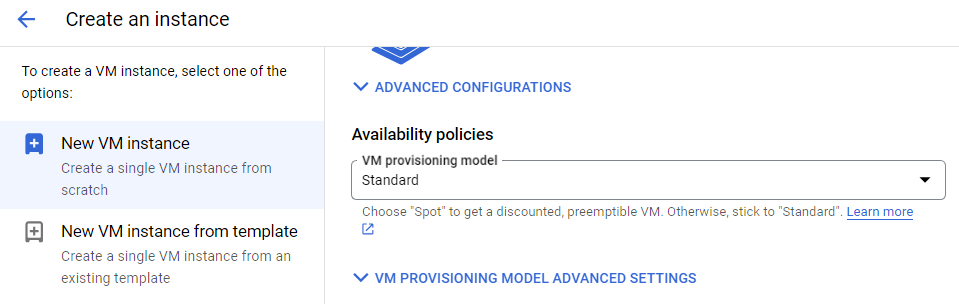 Create an instance
To create a VM instance, select one of the
options:
New VM instance
Create a single VM instance from
scratch
New VM instance from template
Create a single VM instance from an
existing template
ADVANCED CONFIGURATIONS
Availability policies
VM provisioning model
Standard
Choose "Spot" to get a discounted, preemptible VM. Otherwise, stick to "Standard". Learn more
VM PROVISIONING MODEL ADVANCED SETTINGS